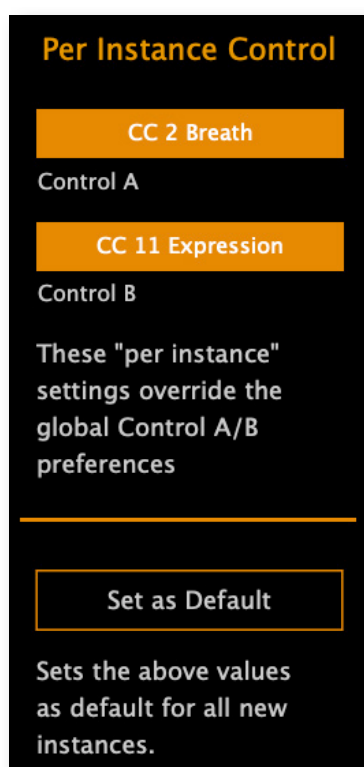 Per Instance Control
CC 2 Breath
Control A
CC 11 Expression
Control B
These "per instance"
settings override the
global Control A/B
preferences
Set as Default
Sets the above values
as default for all new
instances.